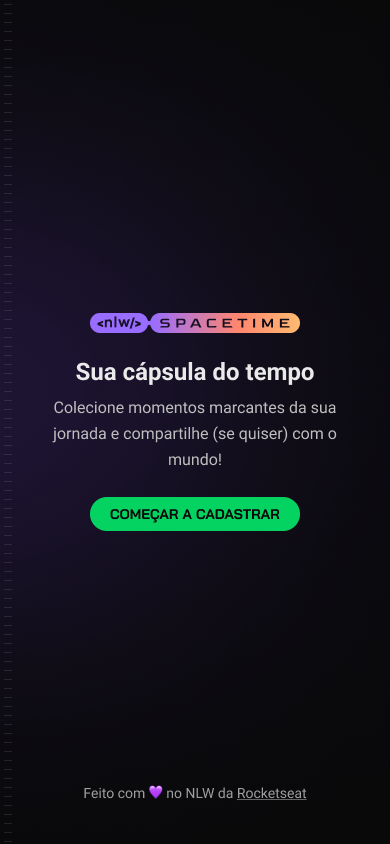 <nlw/> SPACETIME
Sua cápsula do tempo
Colecione momentos marcantes da sua
jornada e compartilhe (se quiser) com o
mundo!
COMEÇAR A CADASTRAR
Feito com 💜 no NLW da Rocketseat